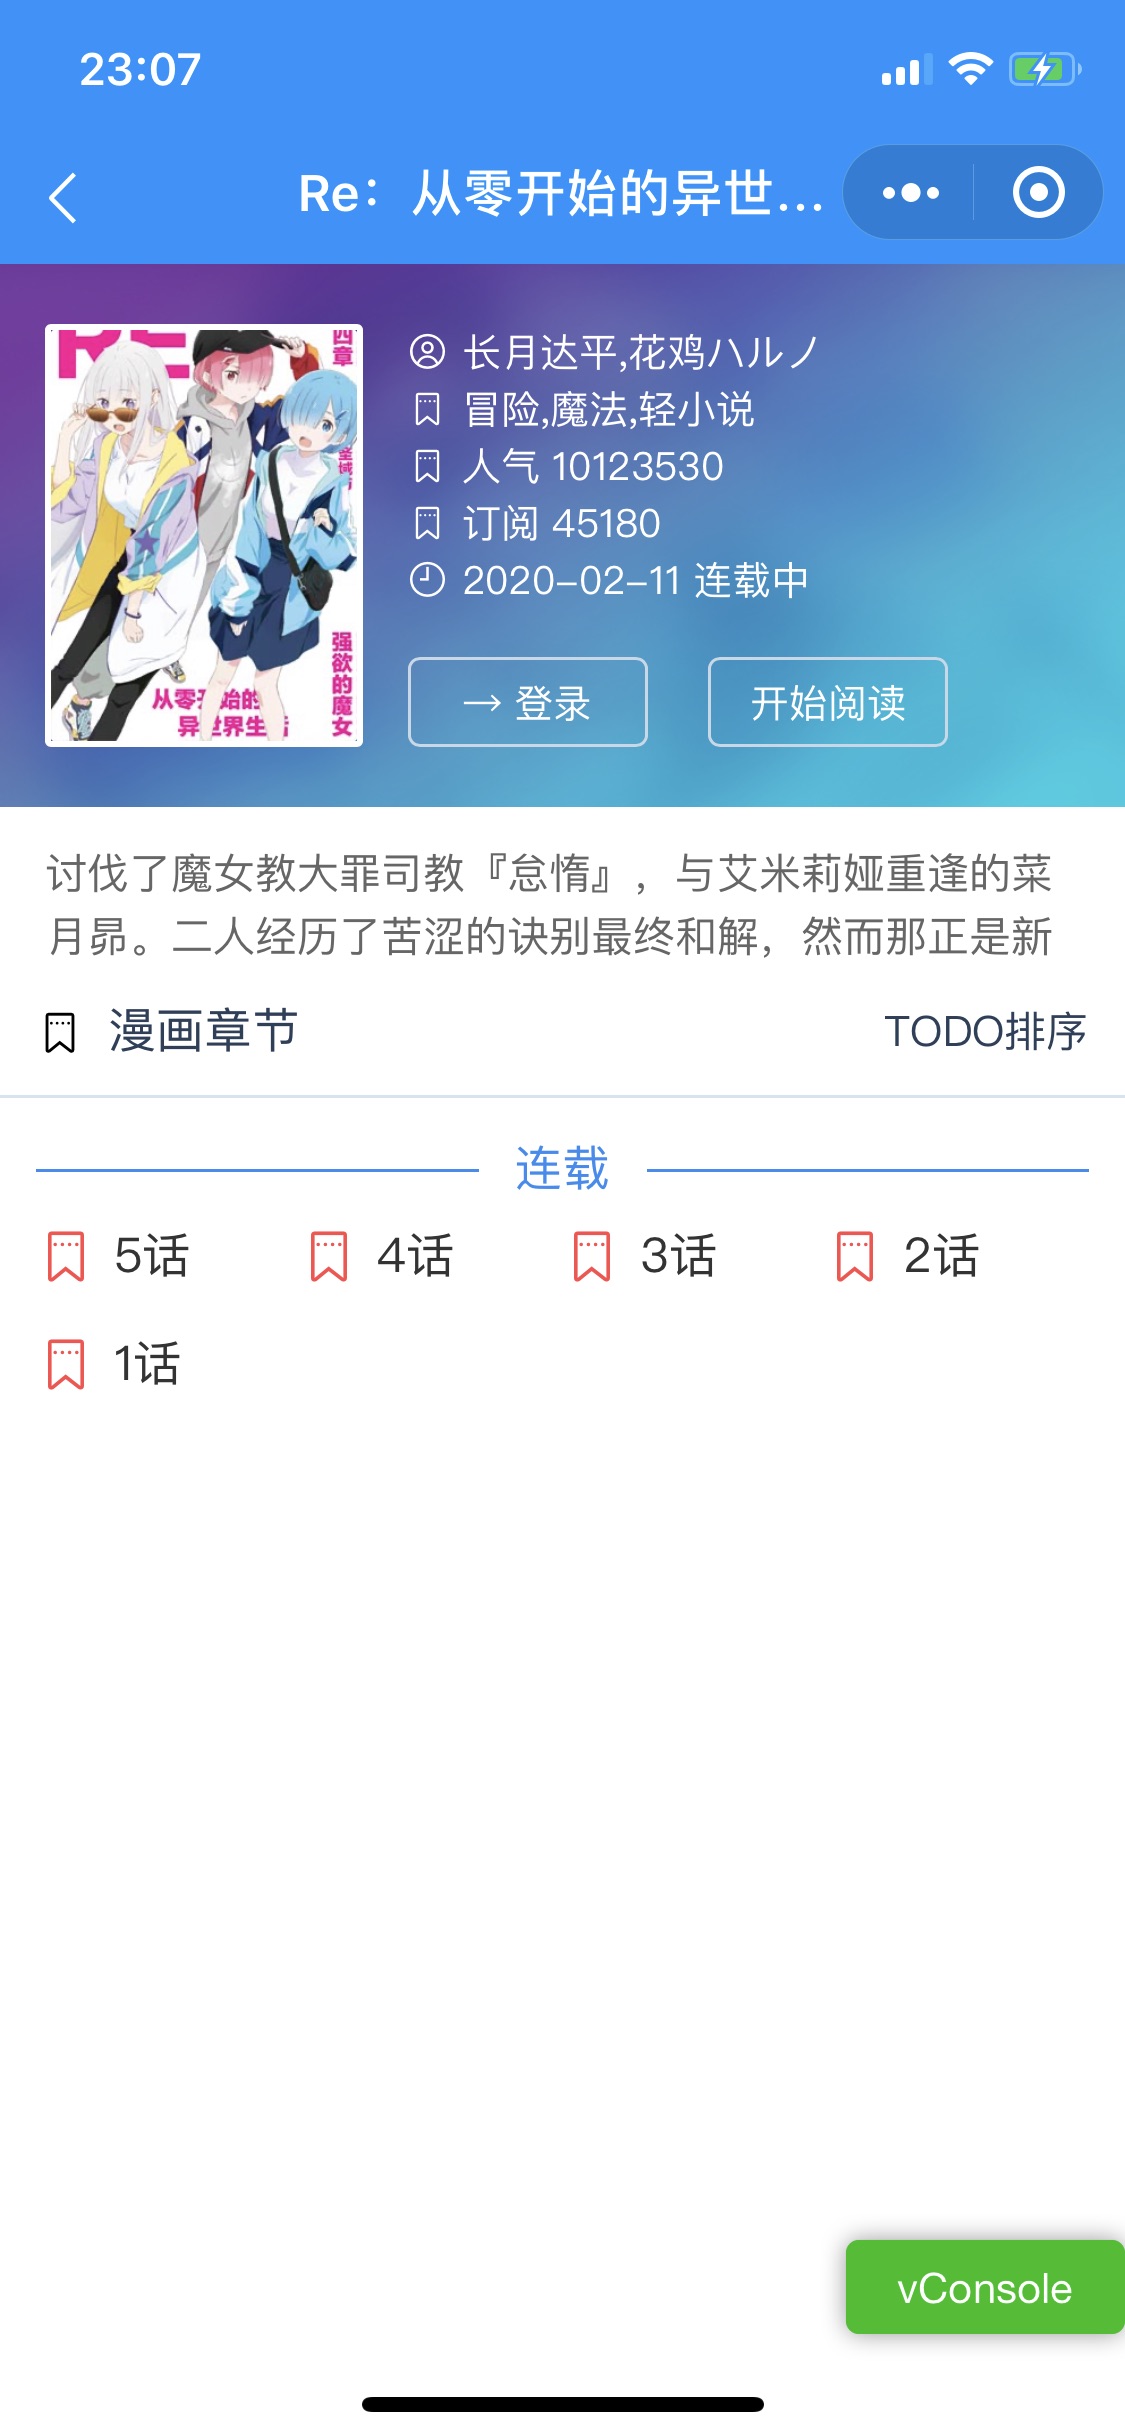 23:07
Re：从零开始的异世...
RE
四章
圣域
强欲的魔女
从零开始的
异世界生活
长月达平,花鸡ハルノ
冒险,魔法,轻小说
人气 10123530
订阅 45180
2020-02-11 连载中
→ 登录
开始阅读
讨伐了魔女教大罪司教『怠惰』，与艾米莉娅重逢的菜
月昴。二人经历了苦涩的诀别最终和解，然而那正是新
漫画章节
TODO排序
连载
5话
4话
3话
2话
1话
vConsole